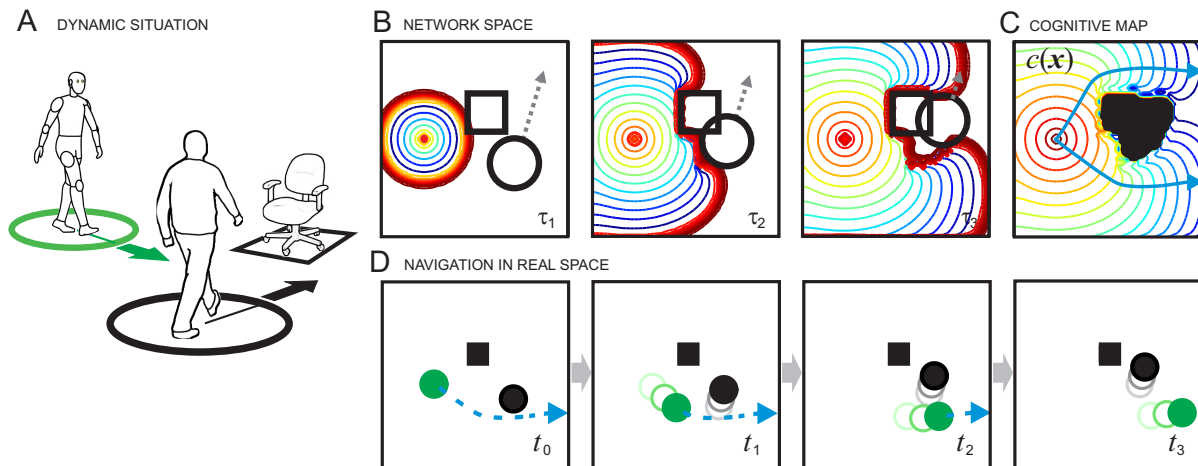 A DYNAMIC SITUATION
B NETWORK SPACE
τ1
τ2
τ3
C COGNITIVE MAP
c(x)
D NAVIGATION IN REAL SPACE
t0
t1
t2
t3